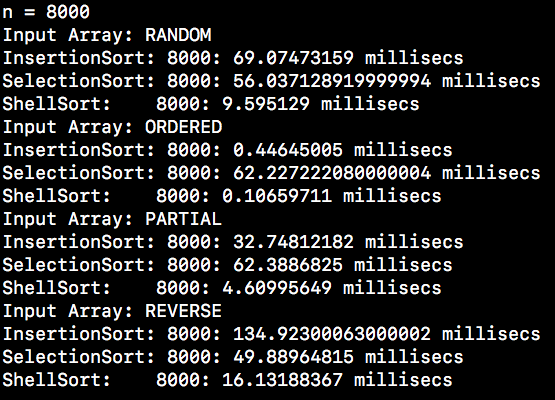 n = 8000
Input Array: RANDOM
InsertionSort: 8000: 69.07473159 millisecs
SelectionSort: 8000: 56.037128919999994 millisecs
ShellSort:    8000: 9.595129 millisecs
Input Array: ORDERED
InsertionSort: 8000: 0.44645005 millisecs
SelectionSort: 8000: 62.227222080000004 millisecs
ShellSort:    8000: 0.10659711 millisecs
Input Array: PARTIAL
InsertionSort: 8000: 32.74812182 millisecs
SelectionSort: 8000: 62.3886825 millisecs
ShellSort:    8000: 4.60995649 millisecs
Input Array: REVERSE
InsertionSort: 8000: 134.92300063000002 millisecs
SelectionSort: 8000: 49.88964815 millisecs
ShellSort:    8000: 16.13188367 millisecs